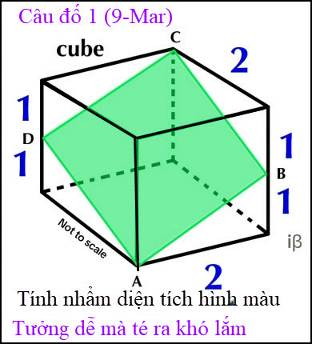 Câu đố 1 (9-Mar)
C
cube
2
1
D
1
1
B
1
Not to scale
iβ
A
2
Tính nhẩm diện tích hình màu
Tưởng dễ mà té ra khó lắm